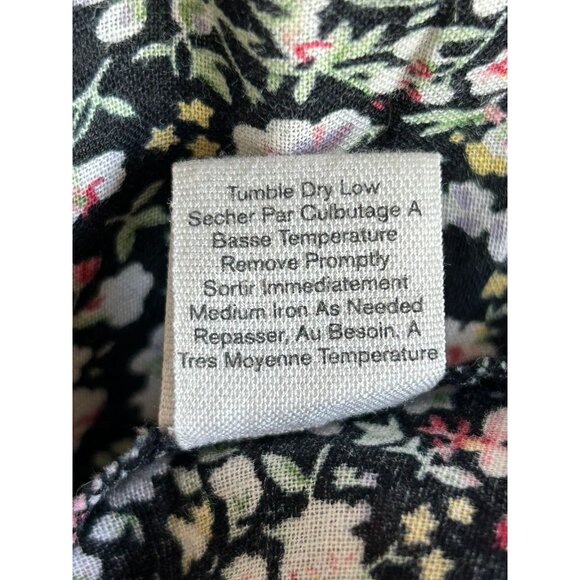 Tumble Dry Low
Secher Par Culbutage A
Basse Temperature
Remove Promptly
Sortir Immediatement
Medium Iron As Needed
Repasser, Au Besoin, A
Tres Moyenne Temperature